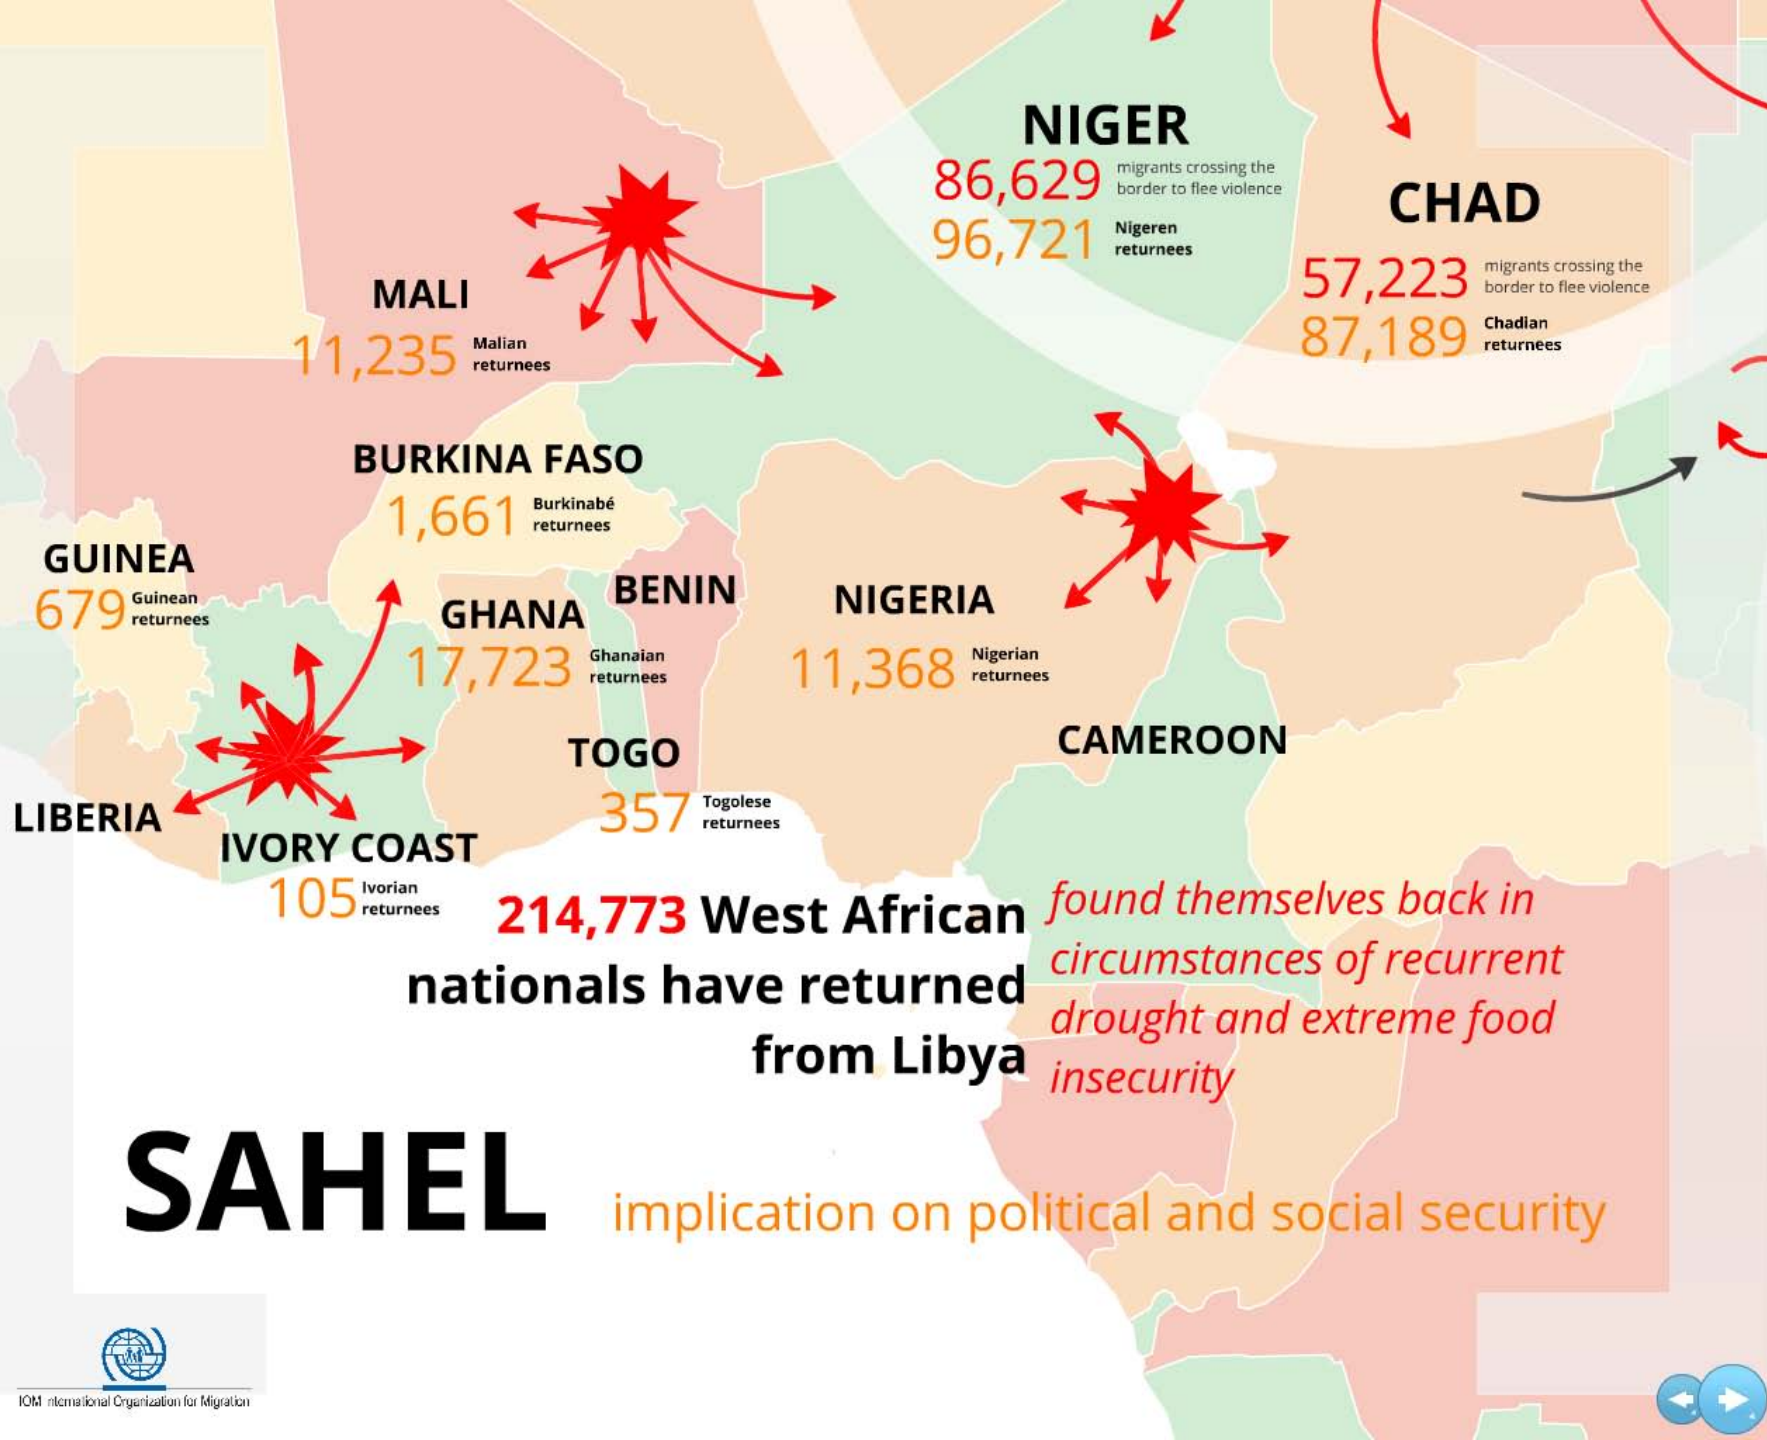 NIGER
86,629 migrants crossing the
border to flee violence
96,721 Nigeren
returnees
CHAD
57,223 migrants crossing the
border to flee violence
87,189 Chadian
returnees
MALI
11,235 Malian
returnees
BURKINA FASO
1,661 Burkinabé
returnees
GUINEA
679 Guinean
returnees
GHANA
17,723 Ghanaian
returnees
BENIN
NIGERIA
11,368 Nigerian
returnees
TOGO
357 Togolese
returnees
CAMEROON
LIBERIA
IVORY COAST
105 Ivorian
returnees
214,773 West African
nationals have returned
from Libya
found themselves back in
circumstances of recurrent
drought and extreme food
insecurity
SAHEL
implication on political and social security
IOM nternational Organization for Migration